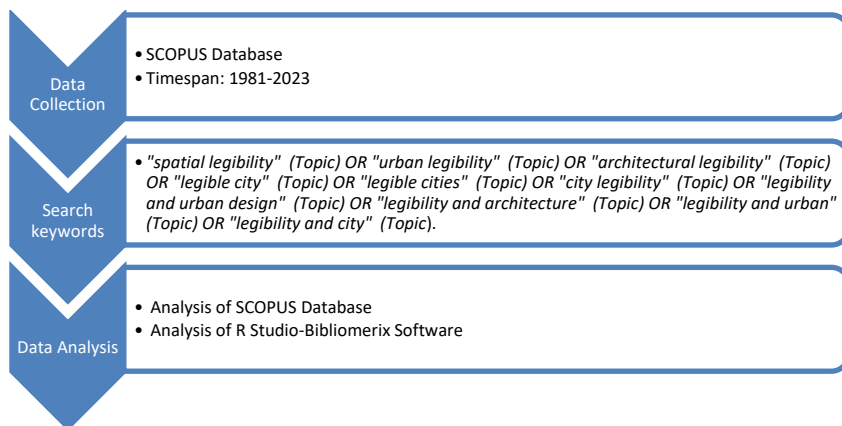 Data
Collection
• SCOPUS Database
• Timespan: 1981-2023
Search
keywords
• "spatial legibility" (Topic) OR "urban legibility" (Topic) OR "architectural legibility" (Topic)
OR "legible city" (Topic) OR "legible cities" (Topic) OR "city legibility" (Topic) OR "legibility
and urban design" (Topic) OR "legibility and architecture" (Topic) OR "legibility and urban"
(Topic) OR "legibility and city" (Topic).
Data Analysis
• Analysis of SCOPUS Database
• Analysis of R Studio-Bibliomerix Software